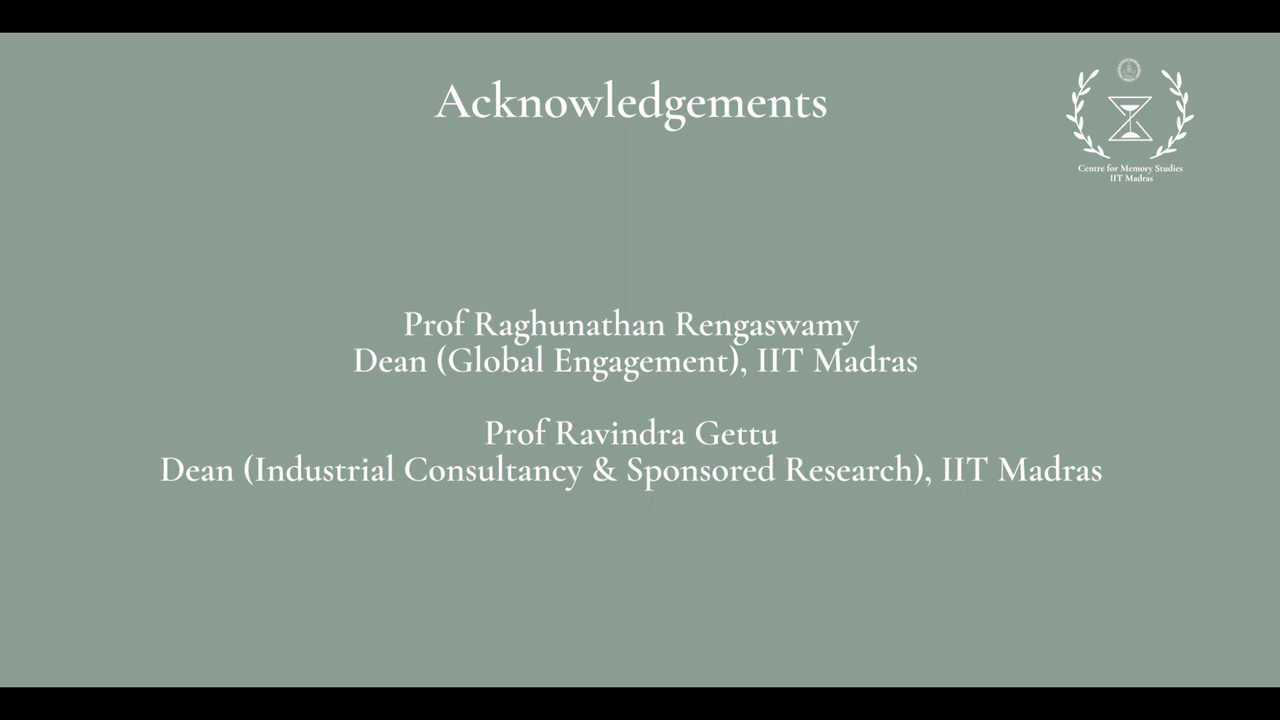 Acknowledgements
Centre for Memory Studies
IIT Madras
Prof Raghunathan Rengaswamy
Dean (Global Engagement), IIT Madras
Prof Ravindra Gettu
Dean (Industrial Consultancy & Sponsored Research), IIT Madras